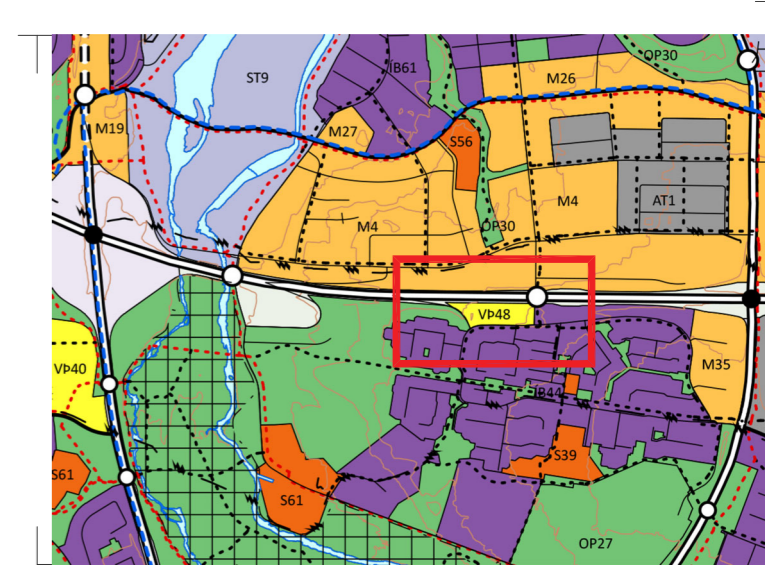 OP30
IB61
ST9
M26
M19
M27
S56
M4
AT1
OP30
M4
VÞ48
VÞ40
M35
IB44
S39
S61
S61
OP27